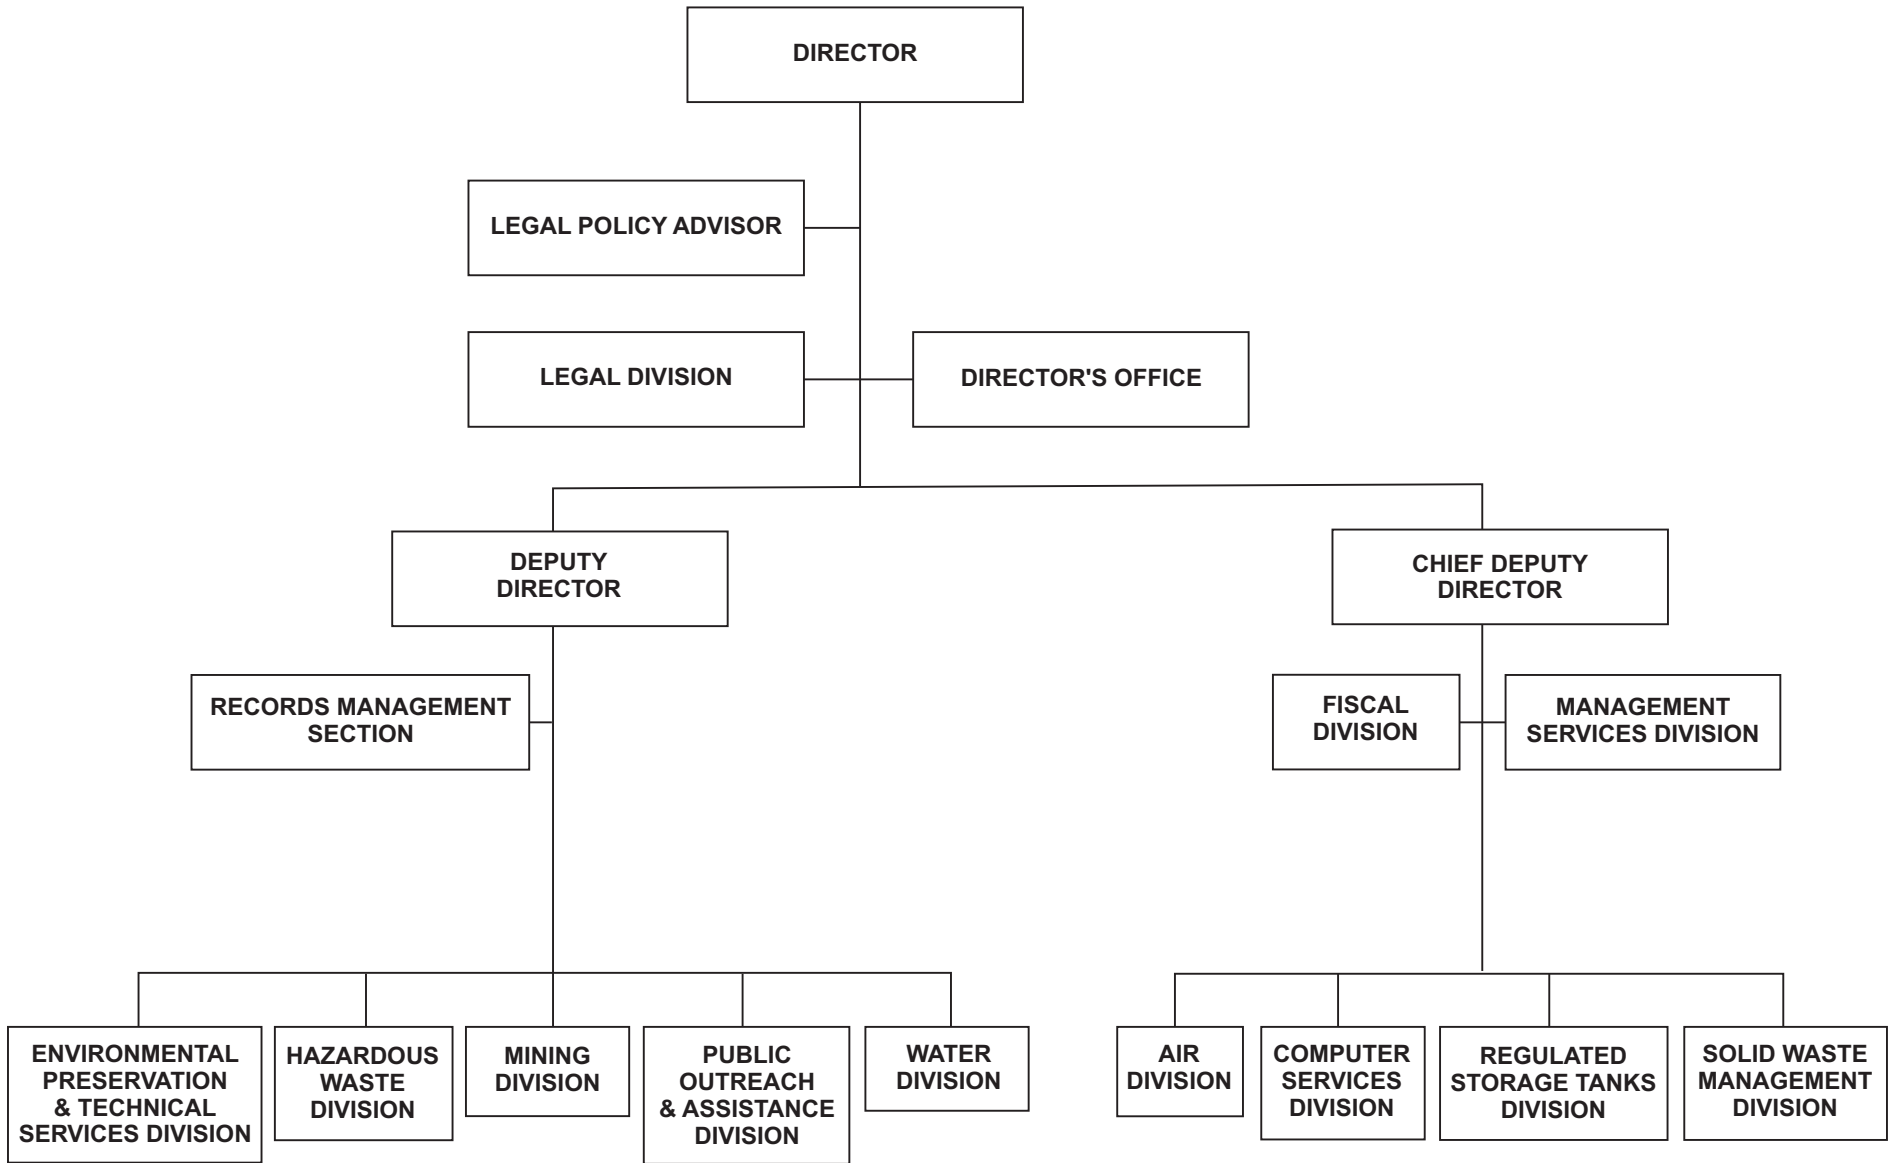 DIRECTOR
LEGAL POLICY ADVISOR
LEGAL DIVISION
DIRECTOR'S OFFICE
DEPUTY
DIRECTOR
CHIEF DEPUTY
DIRECTOR
RECORDS MANAGEMENT
SECTION
FISCAL
DIVISION
MANAGEMENT
SERVICES DIVISION
ENVIRONMENTAL
PRESERVATION
& TECHNICAL
SERVICES DIVISION
HAZARDOUS
WASTE
DIVISION
MINING
DIVISION
PUBLIC
OUTREACH
& ASSISTANCE
DIVISION
WATER
DIVISION
AIR
DIVISION
COMPUTER
SERVICES
DIVISION
REGULATED
STORAGE TANKS
DIVISION
SOLID WASTE
MANAGEMENT
DIVISION